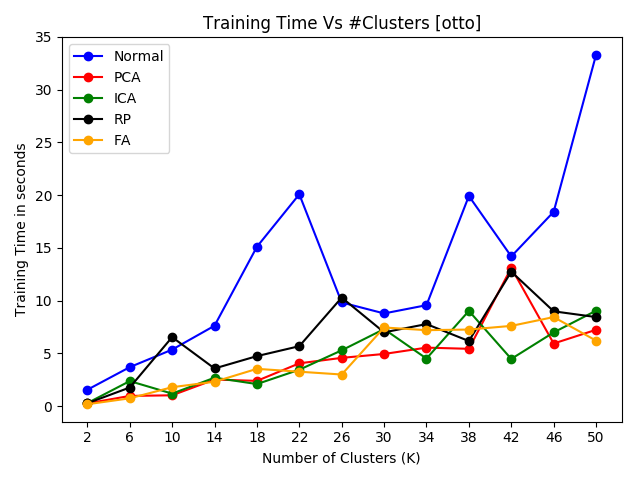 Training Time Vs #Clusters [otto]
Training Time in seconds
35
30
25
20
15
10
5
0
Normal
PCA
ICA
RP
FA
2 6 10 14 18 22 26 30 34 38 42 46 50
Number of Clusters (K)